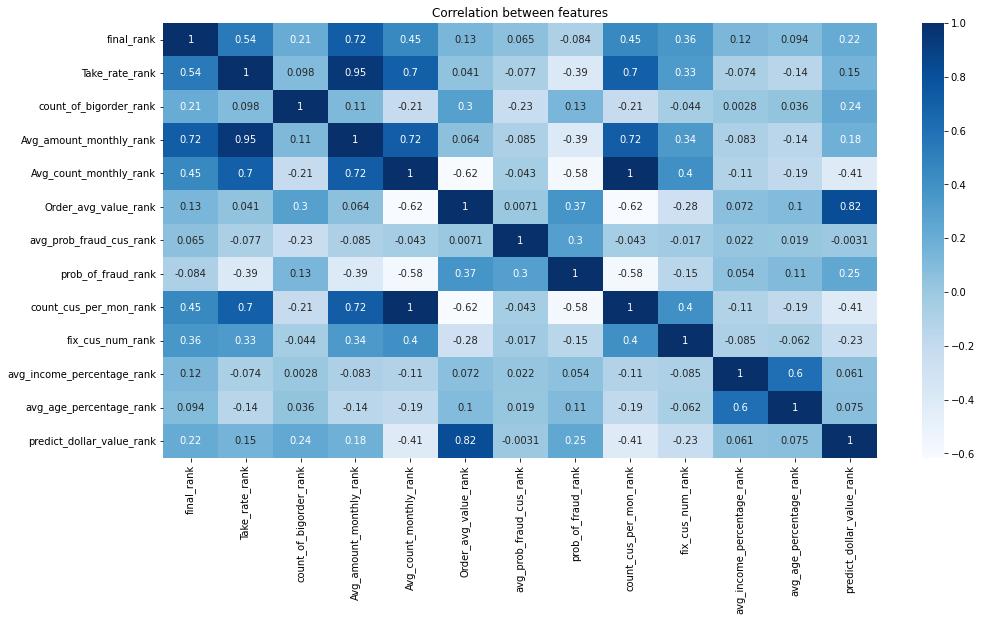 Correlation between features
final_rank 1 0.54 0.21 0.72 0.45 0.13 0.065 -0.084 0.45 0.36 0.12 0.094 0.22
Take_rate_rank 0.54 1 0.098 0.95 0.7 0.041 -0.077 -0.39 0.7 0.33 -0.074 -0.14 0.15
count_of_bigorder_rank 0.21 0.098 1 0.11 -0.21 0.3 -0.23 0.13 -0.21 -0.044 0.0028 0.036 0.24
Avg_amount_monthly_rank 0.72 0.95 0.11 1 0.72 0.064 -0.085 -0.39 0.72 0.34 -0.083 -0.14 0.18
Avg_count_monthly_rank 0.45 0.7 -0.21 0.72 1 -0.62 -0.043 -0.58 1 0.4 -0.11 -0.19 -0.41
Order_avg_value_rank 0.13 0.041 0.3 0.064 -0.62 1 0.0071 0.37 -0.62 -0.28 0.072 0.1 0.82
avg_prob_fraud_cus_rank 0.065 -0.077 -0.23 -0.085 -0.043 0.0071 1 0.3 -0.043 -0.017 0.022 0.019 -0.0031
prob_of_fraud_rank -0.084 -0.39 0.13 -0.39 -0.58 0.37 0.3 1 -0.58 -0.15 0.054 0.11 0.25
count_cus_per_mon_rank 0.45 0.7 -0.21 0.72 1 -0.62 -0.043 -0.58 1 0.4 -0.11 -0.19 -0.41
fix_cus_num_rank 0.36 0.33 -0.044 0.34 0.4 -0.28 -0.017 -0.15 0.4 1 -0.085 -0.062 -0.23
avg_income_percentage_rank 0.12 -0.074 0.0028 -0.083 -0.11 0.072 0.022 0.054 -0.11 -0.085 1 0.6 0.061
avg_age_percentage_rank 0.094 -0.14 0.036 -0.14 -0.19 0.1 0.019 0.11 -0.19 -0.062 0.6 1 0.075
predict_dollar_value_rank 0.22 0.15 0.24 0.18 -0.41 0.82 -0.0031 0.25 -0.41 -0.23 0.061 0.075 1
final_rank
Take_rate_rank
count_of_bigorder_rank
Avg_amount_monthly_rank
Avg_count_monthly_rank
Order_avg_value_rank
avg_prob_fraud_cus_rank
prob_of_fraud_rank
count_cus_per_mon_rank
fix_cus_num_rank
avg_income_percentage_rank
avg_age_percentage_rank
predict_dollar_value_rank
1.0
0.8
0.6
0.4
0.2
0.0
−0.2
−0.4
−0.6